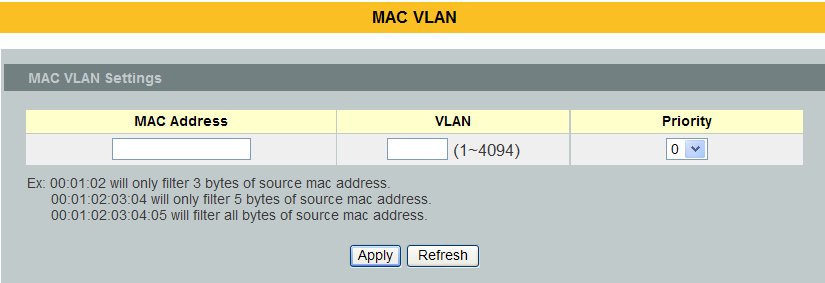 MAC VLAN
MAC VLAN Settings
MAC Address VLAN Priority
(1~4094) 0
Ex: 00:01:02 will only filter 3 bytes of source mac address.
00:01:02:03:04 will only filter 5 bytes of source mac address.
00:01:02:03:04:05 will filter all bytes of source mac address.
Apply Refresh